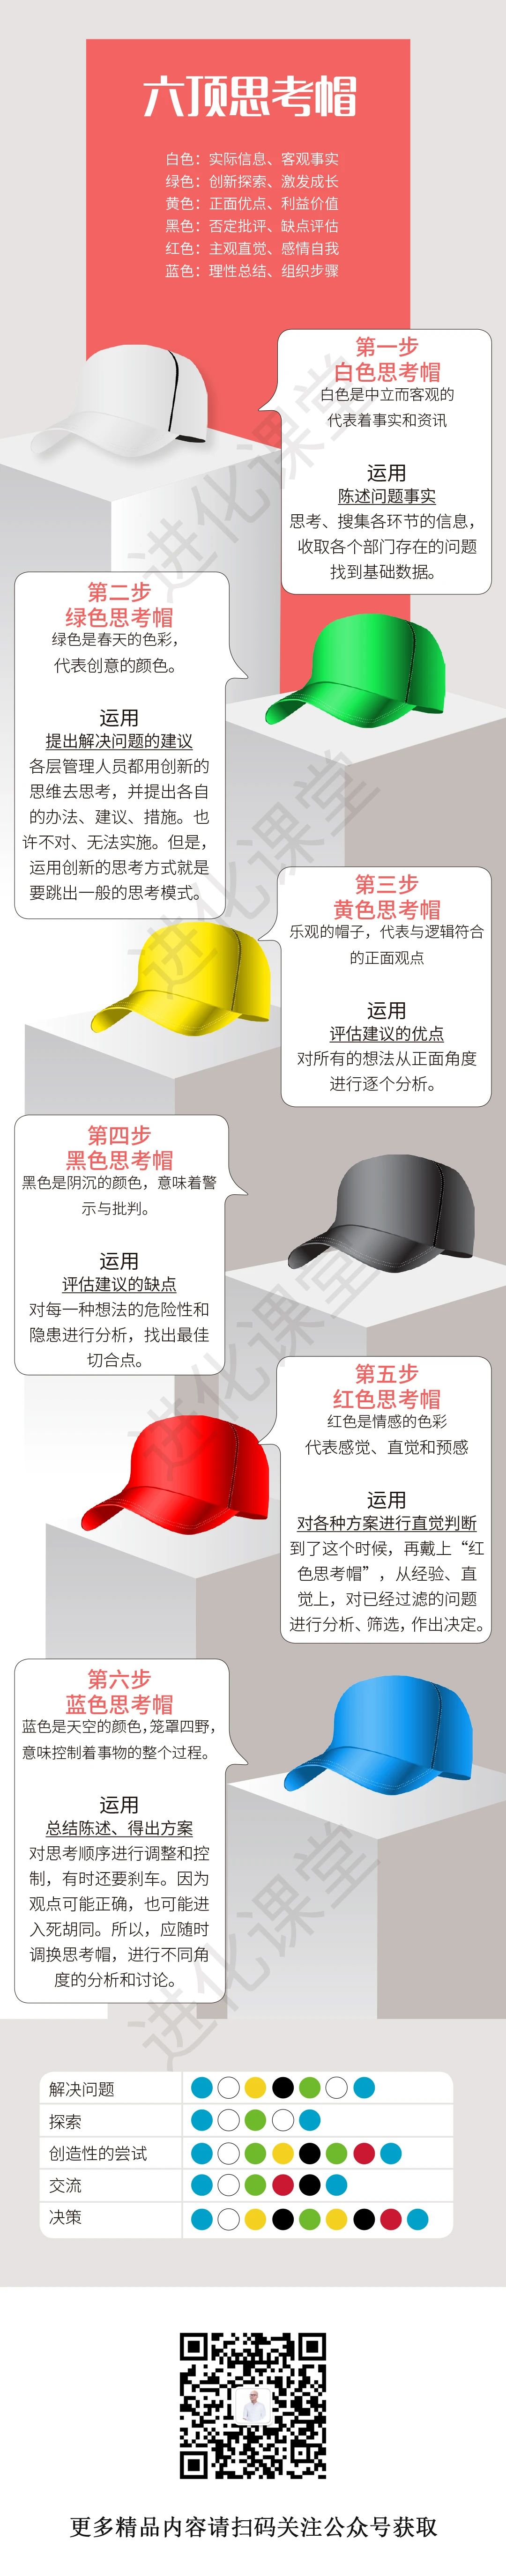 六顶思考帽
白色：实际信息、客观事实
绿色：创新探索、激发成长
黄色：正面优点、利益价值
黑色：否定批评、缺点评估
红色：主观直觉、感情自我
蓝色：理性总结、组织步骤
第一步
白色思考帽
白色是中立而客观的
代表着事实和资讯
运用
陈述问题事实
思考、搜集各环节的信息，
收取各个部门存在的问题
找到基础数据。
第二步
绿色思考帽
绿色是春天的色彩，
代表创意的颜色。
运用
提出解决问题的建议
各层管理人员都用创新的
思维去思考，并提出各自
的办法、建议、措施。也
许不对、无法实施。但是，
运用创新的思考方式就是
要跳出一般的思考模式。
第三步
黄色思考帽
乐观的帽子，代表与逻辑符合
的正面观点
运用
评估建议的优点
对所有的想法从正面角度
进行逐个分析。
第四步
黑色思考帽
黑色是阴沉的颜色，意味着警
示与批判。
运用
评估建议的缺点
对每一种想法的危险性和
隐患进行分析，找出最佳
切合点。
第五步
红色思考帽
红色是情感的色彩
代表感觉、直觉和预感
运用
对各种方案进行直觉判断
到了这个时候，再戴上“红
色思考帽”，从经验、直
觉上，对已经过滤的问题
进行分析、筛选，作出决定。
第六步
蓝色思考帽
蓝色是天空的颜色，笼罩四野，
意味控制着事物的整个过程。
运用
总结陈述、得出方案
对思考顺序进行调整和控
制，有时还要刹车。因为
观点可能正确，也可能进
入死胡同。所以，应随时
调换思考帽，进行不同角
度的分析和讨论。
进化课堂
进化课堂
进化课堂
进化课堂
解决问题
探索
创造性的尝试
交流
决策
更多精品内容请扫码关注公众号获取